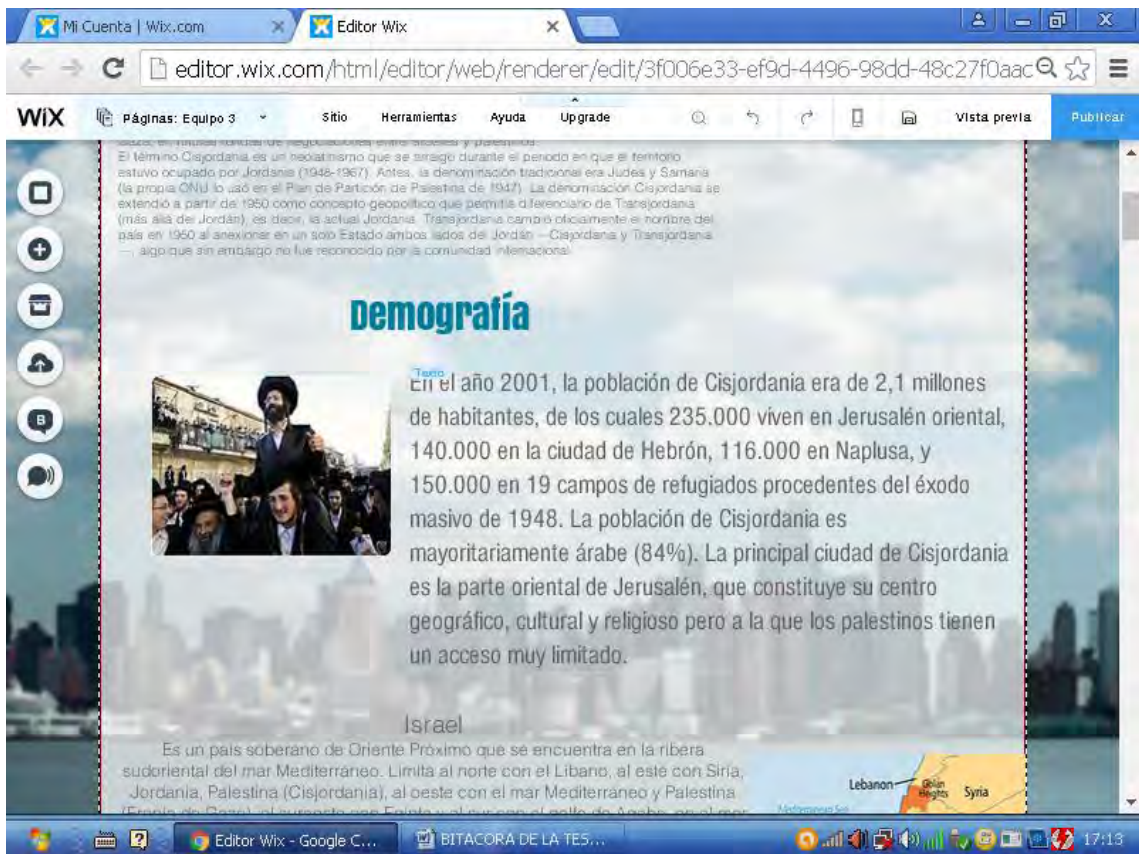 Mi Cuenta | Wix.com
Editor Wix
editor.wix.com/html/editor/web/renderer/edit/3f006e33-ef9d-4496-98dd-48c27f0aac
WiX
Páginas: Equipo 3
Sitio
Herramientas
Ayuda
Upgrade
Vista previa
Publicar
negociaciones entre israelíes y palestinos.
El término Cisjordania es un neolatinismo que se arraigó durante el periodo en que el territorio
estuvo ocupado por Jordania (1948-1967). Antes, la denominación tradicional era Judea y Samaria
(la propia ONU lo usó en el Plan de Partición de Palestina de 1947). La denominación Cisjordania se
extendió a partir de 1950 como concepto geopolítico que permitía diferenciarlo de Transjordania
(más allá del Jordán), es decir, la actual Jordania. Transjordania cambió oficialmente el nombre del
país en 1950 al anexionar en un solo Estado ambos lados del Jordán —Cisjordania y Transjordania
— algo que sin embargo no fue reconocido por la comunidad internacional.
Demografía
Texto
En el año 2001, la población de Cisjordania era de 2,1 millones
de habitantes, de los cuales 235.000 viven en Jerusalén oriental,
140.000 en la ciudad de Hebrón, 116.000 en Naplusa, y
150.000 en 19 campos de refugiados procedentes del éxodo
masivo de 1948. La población de Cisjordania es
mayoritariamente árabe (84%). La principal ciudad de Cisjordania
es la parte oriental de Jerusalén, que constituye su centro
geográfico, cultural y religioso pero a la que los palestinos tienen
un acceso muy limitado.
Israel
Es un país soberano de Oriente Próximo que se encuentra en la ribera
sudoriental del mar Mediterráneo. Limita al norte con el Líbano, al este con Siria,
Jordania, Palestina (Cisjordania), al oeste con el mar Mediterráneo y Palestina
Lebanon
Golan
Heights
Syria
Mediterranean Sea
Editor Wix - Google C...
BITACORA DE LA TES...
17:13